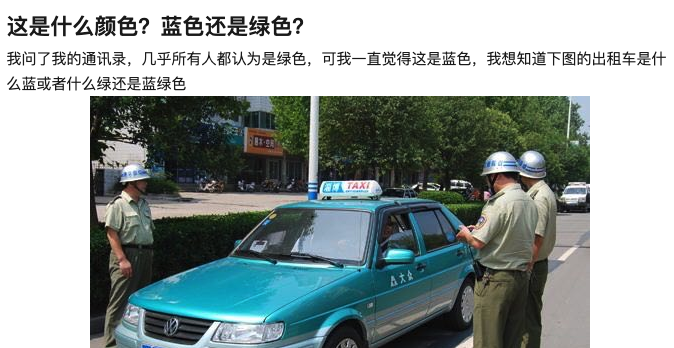 这是什么颜色？蓝色还是绿色？
我问了我的通讯录，几乎所有人都认为是绿色，可我一直觉得这是蓝色，我想知道下图的出租车是什
么蓝或者什么绿还是蓝绿色
淄博 TAXI
大众